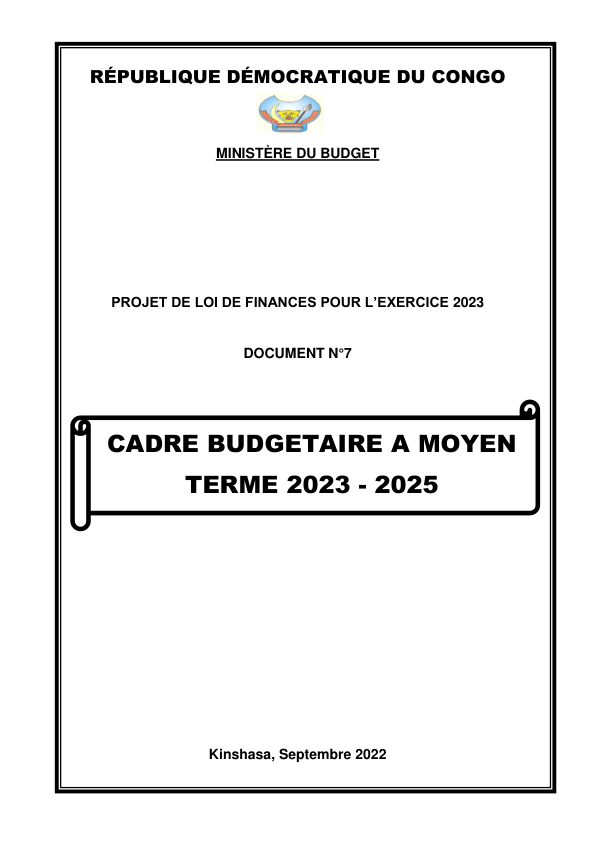 RÉPUBLIQUE DÉMOCRATIQUE DU CONGO
MINISTÈRE DU BUDGET
PROJET DE LOI DE FINANCES POUR L'EXERCICE 2023
DOCUMENT N°7
CADRE BUDGETAIRE A MOYEN
TERME 2023 - 2025
Kinshasa, Septembre 2022